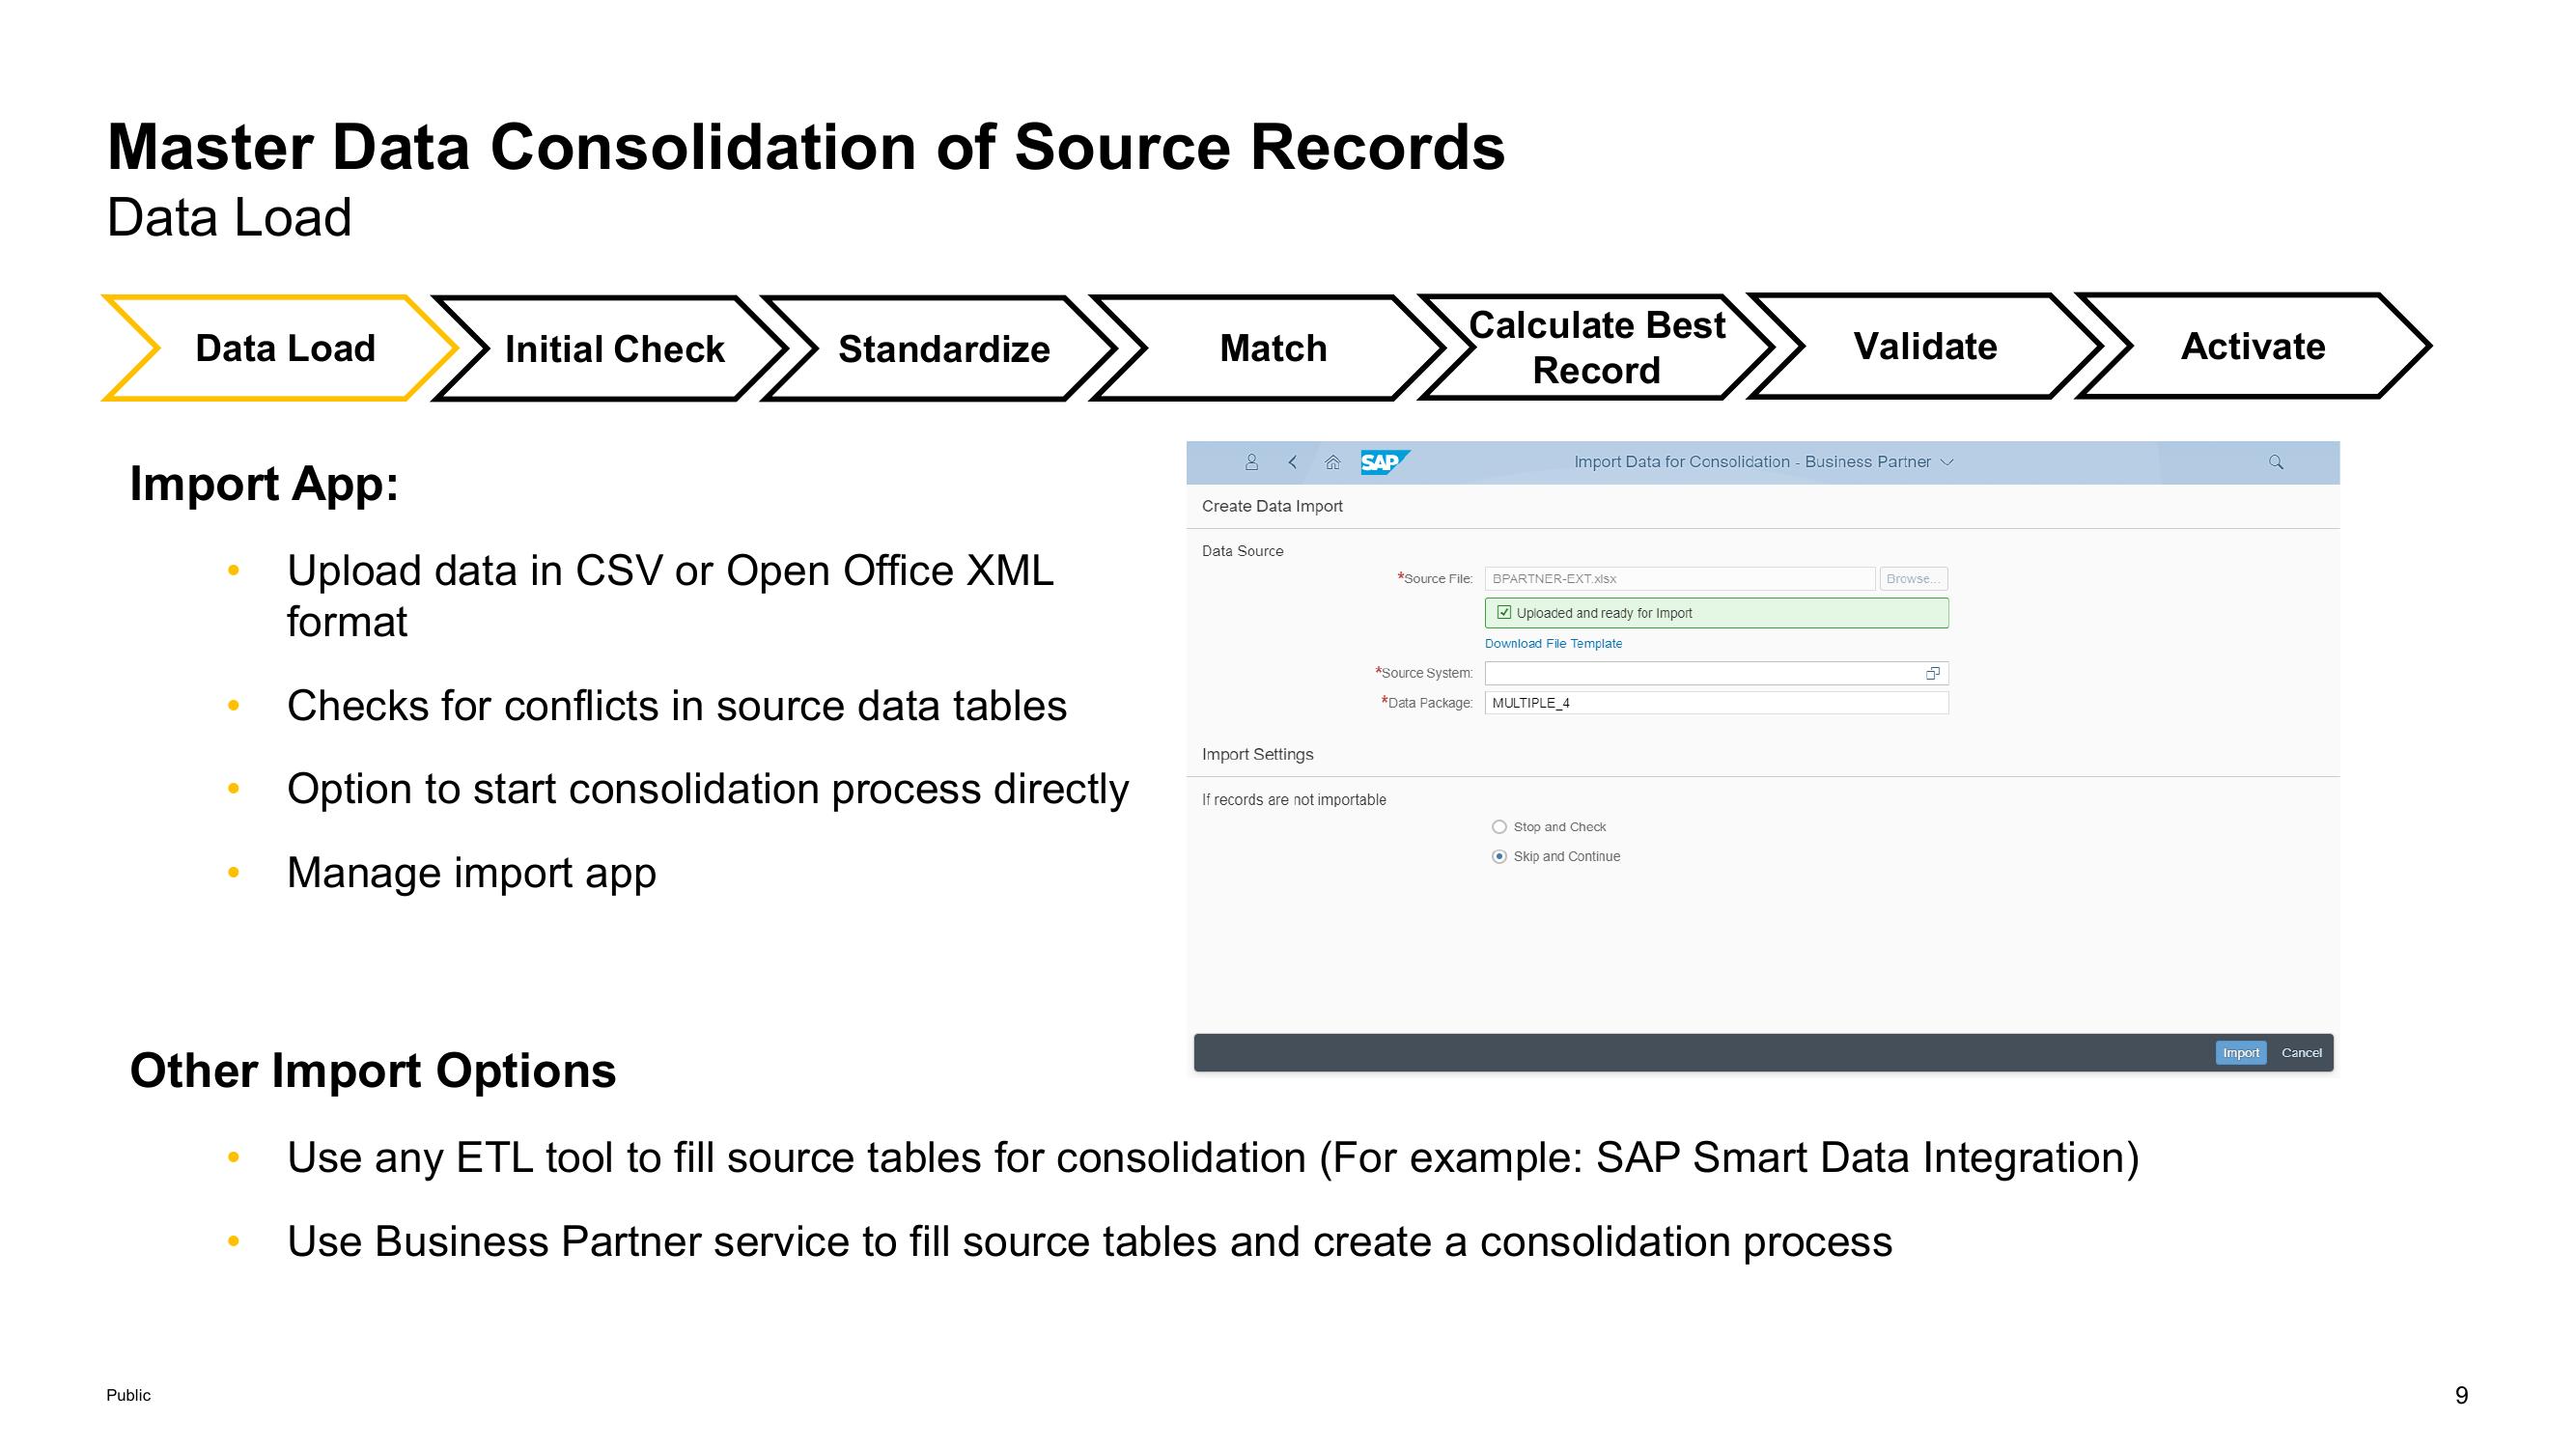 Master Data Consolidation of Source Records
Data Load
Data Load
Initial Check
Standardize
Match
Calculate Best
Record
Validate
Activate
Import App:
• Upload data in CSV or Open Office XML
format
• Checks for conflicts in source data tables
• Option to start consolidation process directly
• Manage import app
SAP
Import Data for Consolidation - Business Partner
Create Data Import
Data Source
*Source File: BPARTNER-EXT.xlsx Browse...
Uploaded and ready for Import
Download File Template
*Source System:
*Data Package: MULTIPLE_4
Import Settings
If records are not importable
Stop and Check
Skip and Continue
Import Cancel
Other Import Options
• Use any ETL tool to fill source tables for consolidation (For example: SAP Smart Data Integration)
• Use Business Partner service to fill source tables and create a consolidation process
Public
9